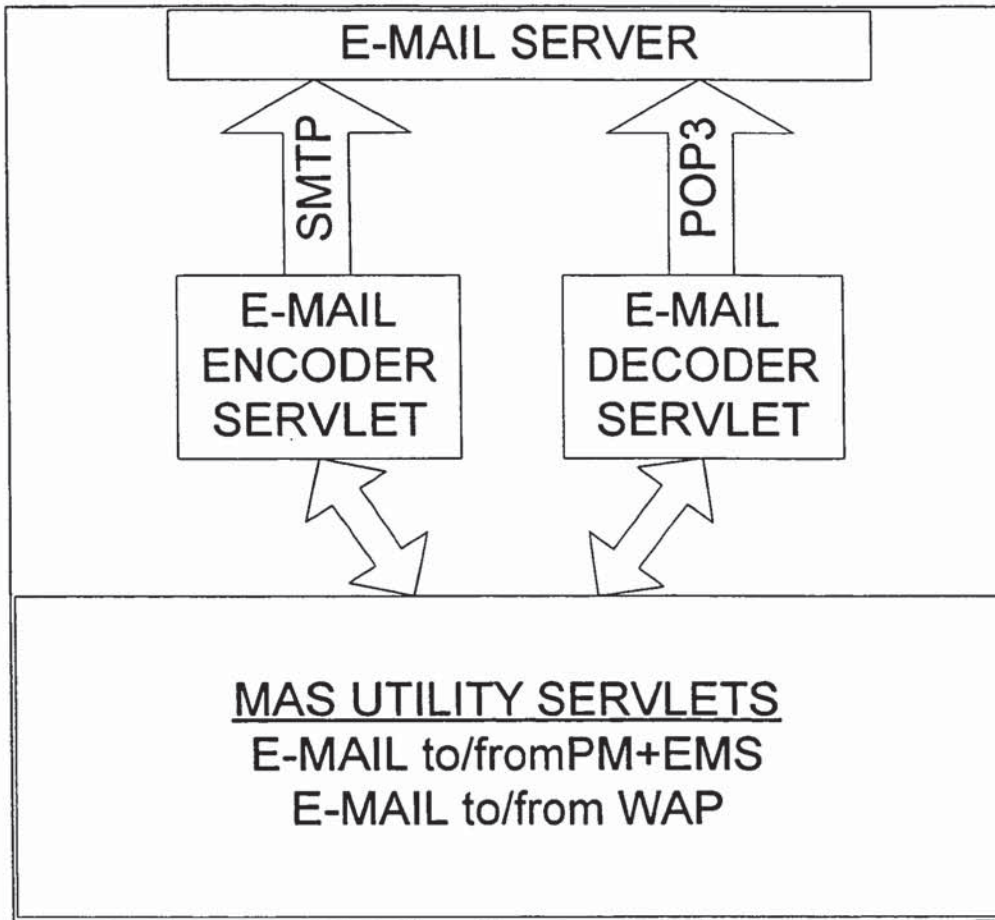 E-MAIL SERVER
SMTP
POP3
E-MAIL
ENCODER
SERVLET
E-MAIL
DECODER
SERVLET
MAS UTILITY SERVLETS
E-MAIL to/fromPM+EMS
E-MAIL to/from WAP